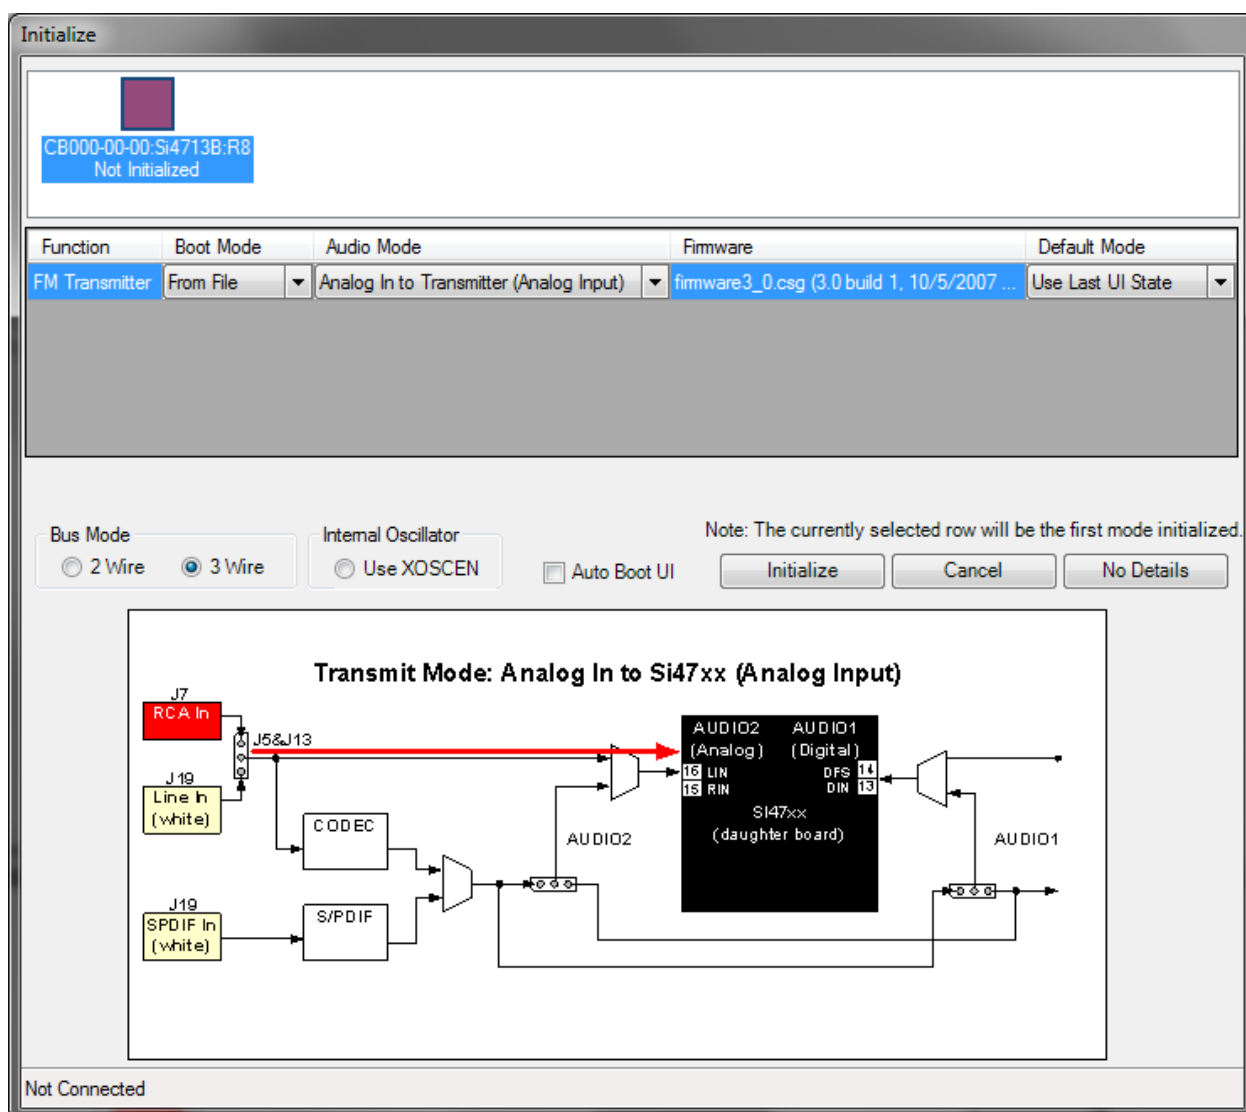 Initialize
CB000-00-00:Si4713B:R8
Not Initialized
Function Boot Mode Audio Mode Firmware Default Mode
FM Transmitter From File Analog In to Transmitter (Analog Input) firmware3_0.csg (3.0 build 1, 10/5/2007 ... Use Last UI State
Note: The currently selected row will be the first mode initialized.
Bus Mode Internal Oscillator
2 Wire 3 Wire Use XOSCEN Auto Boot UI Initialize Cancel No Details
Transmit Mode: Analog In to Si47xx (Analog Input)
J7
RCA In
J5&J13
J19
Line In
(white)
CODEC
J19
SPDIF In
(white)
S/PDIF
AUDIO2
AUDIO2 AUDIO1
(Analog) (Digital)
16 LIN DFS 14
15 RIN DIN 13
SI47xx
(daughter board)
AUDIO1
Not Connected